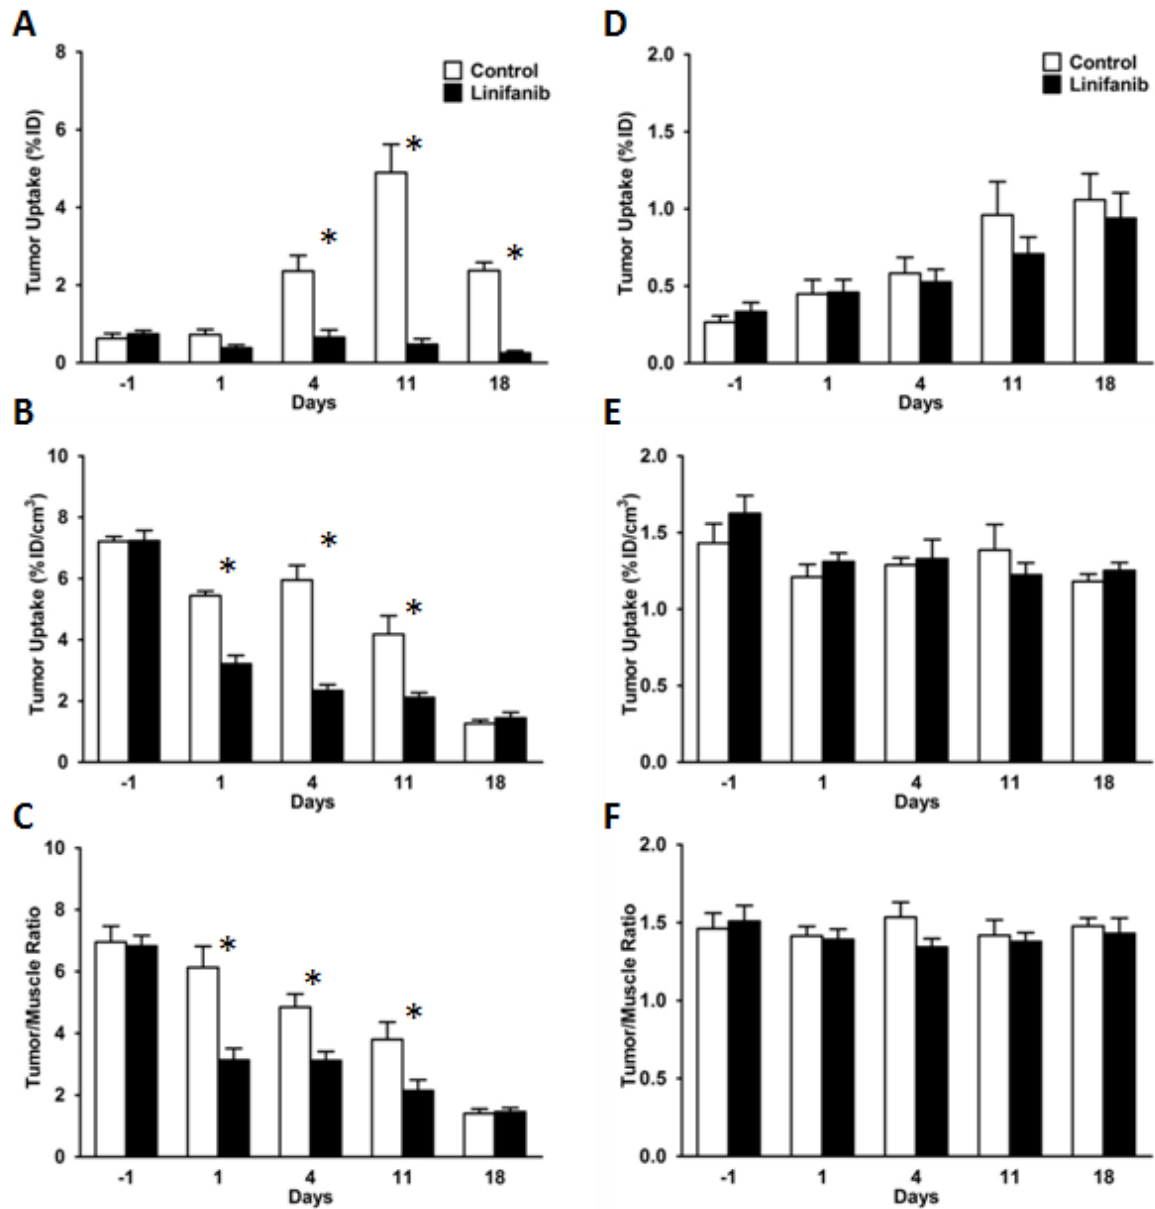 A
Tumor Uptake (%ID)
8
6
4
2
0
Control
Linifanib
*
*
*
-1 1 4 11 18
Days
D
Tumor Uptake (%ID)
2.0
1.5
1.0
0.5
0.0
Control
Linifanib
-1 1 4 11 18
Days
B
Tumor Uptake (%ID/cm³)
10
8
6
4
2
0
*
*
*
-1 1 4 11 18
Days
E
Tumor Uptake (%ID/cm³)
2.0
1.5
1.0
0.5
0.0
-1 1 4 11 18
Days
C
Tumor/Muscle Ratio
10
8
6
4
2
0
*
*
*
-1 1 4 11 18
Days
F
Tumor/Muscle Ratio
2.0
1.5
1.0
0.5
0.0
-1 1 4 11 18
Days